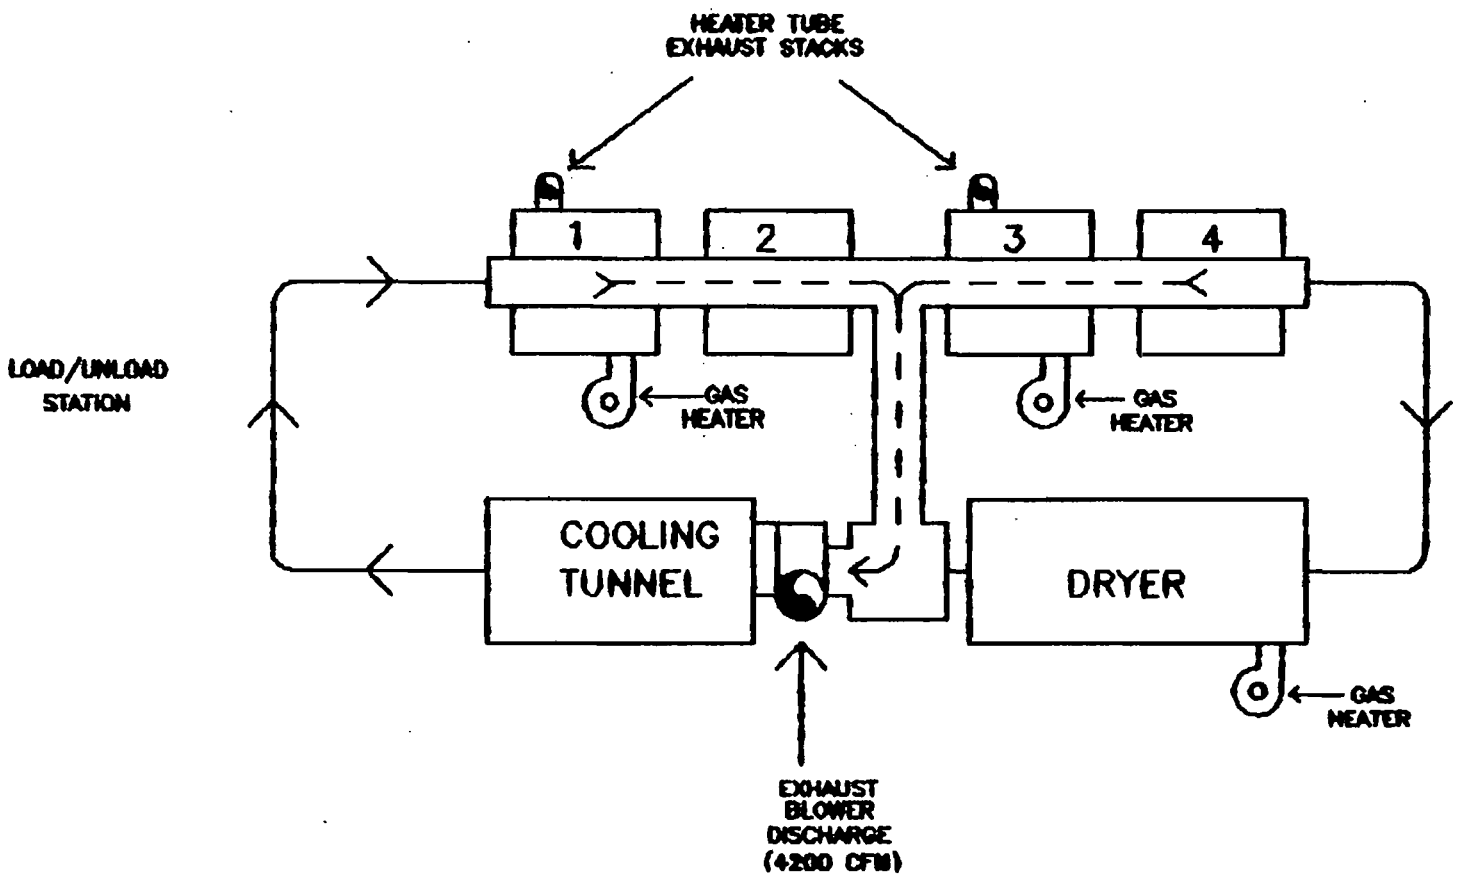 HEATER TUBE
EXHAUST STACKS
1
2
3
4
LOAD/UNLOAD
STATION
GAS
HEATER
GAS
HEATER
COOLING
TUNNEL
DRYER
GAS
HEATER
EXHAUST
BLOWER
DISCHARGE
(4200 CFM)